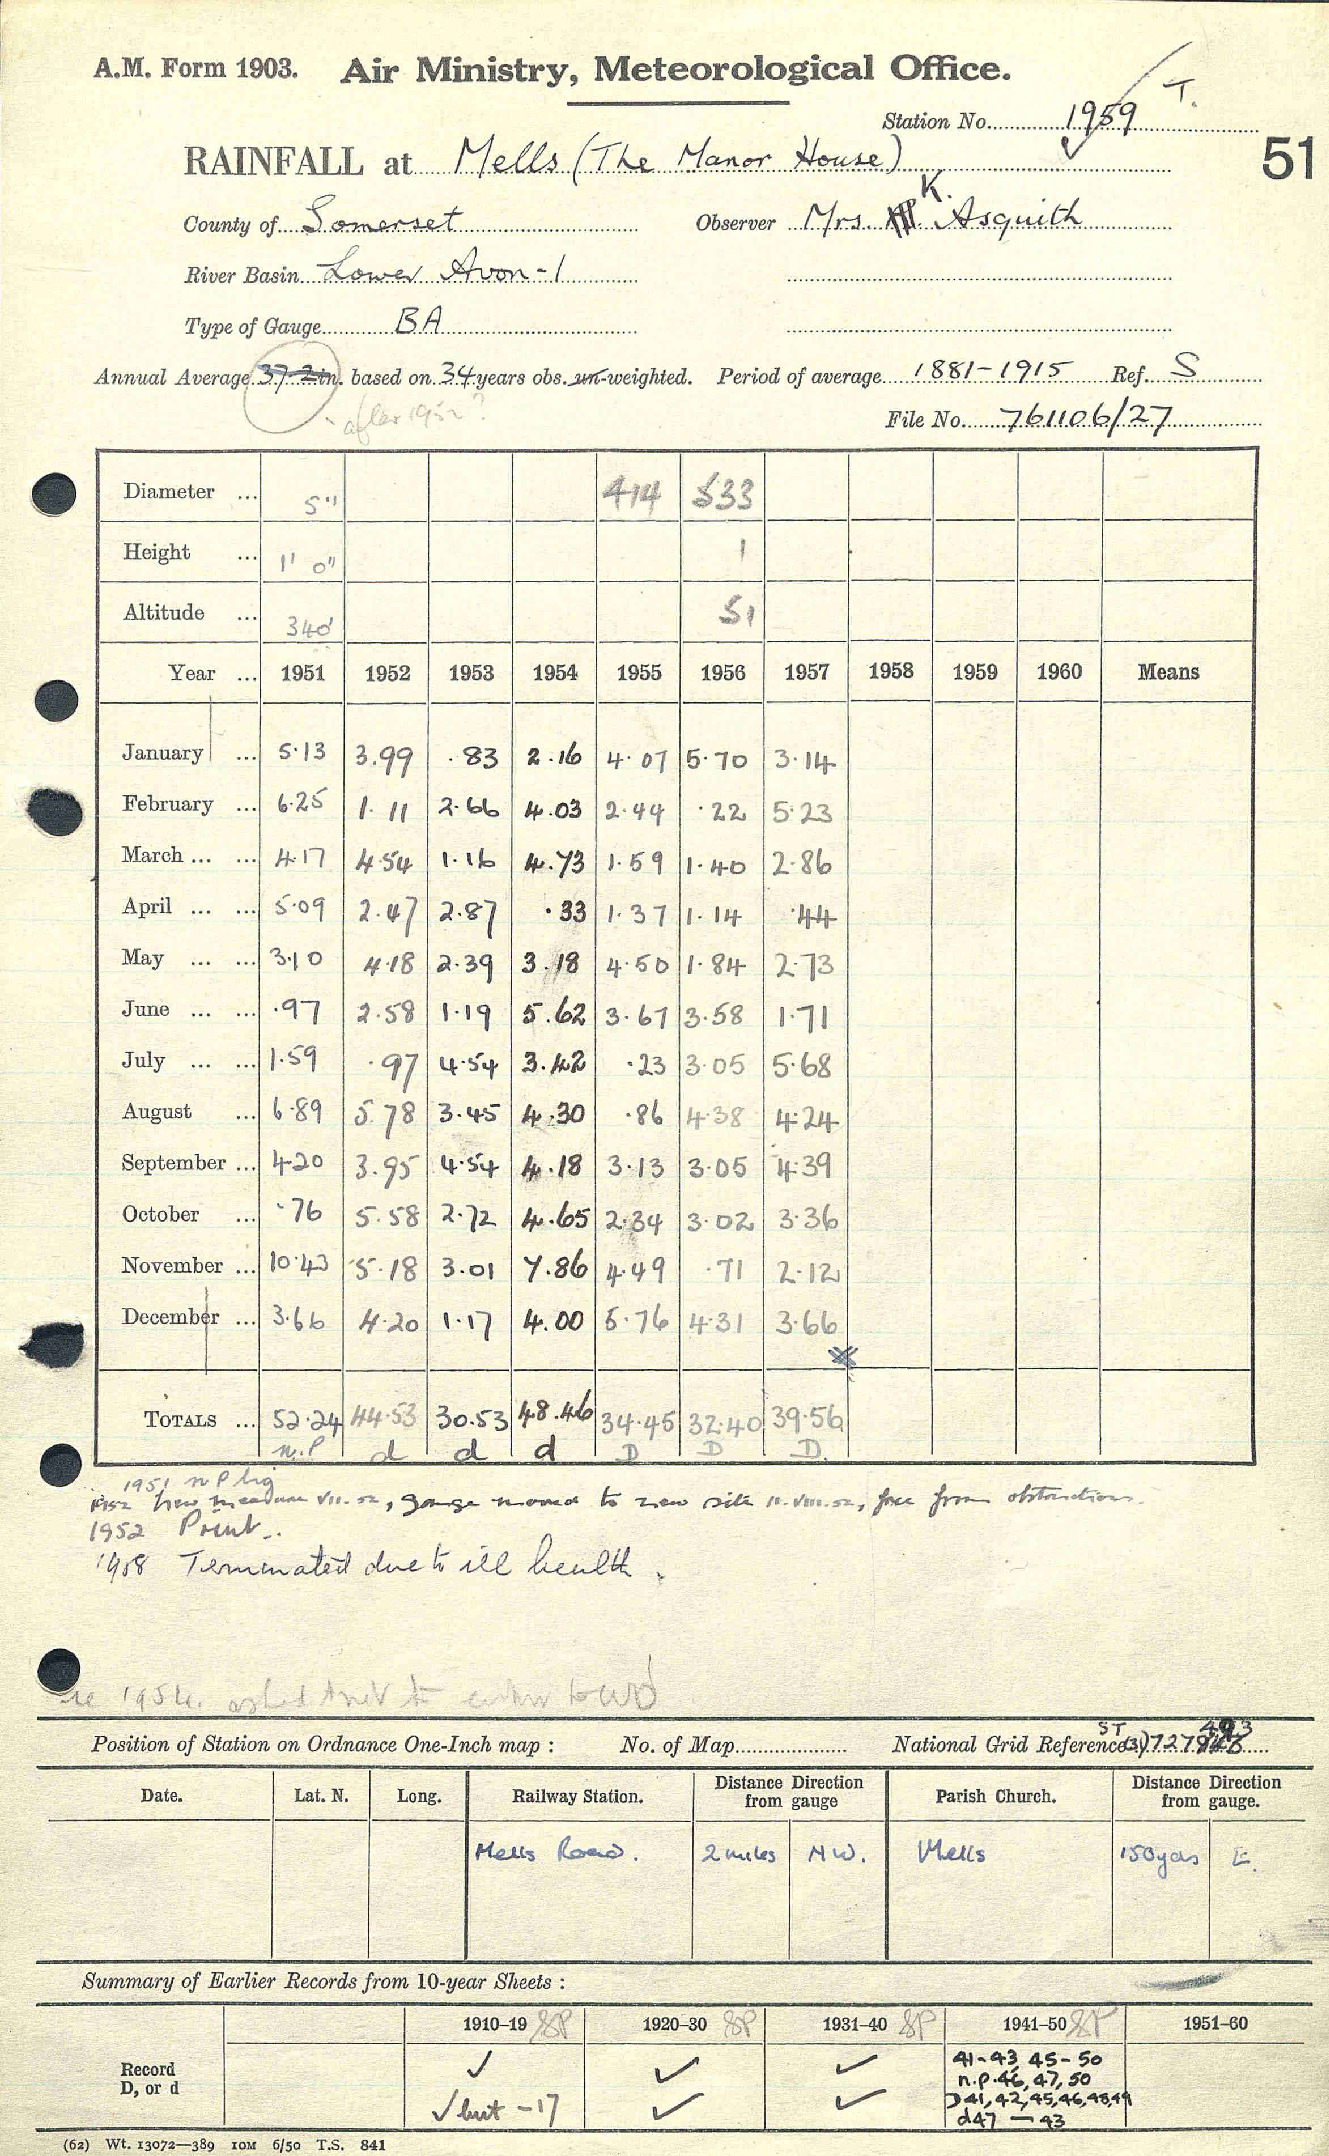 A.M. Form 1903. Air Ministry, Meteorological Office.
Station No. 1959 T.
51
RAINFALL at Mells (The Manor House)
County of Somerset Observer Mrs. K. Asquith
River Basin Lower Avon-1
Type of Gauge BA
Annual Average 37.2 in. based on 34 years obs. un-weighted. Period of average 1881-1915 Ref. S
after 1952?
File No. 761106/27
Diameter ... 5" 414 533
Height ... 1' 0" 1
Altitude ... 340' 51
Year ... 1951 1952 1953 1954 1955 1956 1957 1958 1959 1960 Means
January ... 5.13 3.99 .83 2.16 4.07 5.70 3.14
February ... 6.25 1.11 2.66 4.03 2.44 .22 5.23
March ... ... 4.17 4.54 1.16 4.73 1.59 1.40 2.86
April ... ... 5.09 2.47 2.87 .33 1.37 1.14 .44
May ... ... 3.10 4.18 2.39 3.18 4.50 1.84 2.73
June ... ... .97 2.58 1.19 5.62 3.67 3.58 1.71
July ... ... 1.59 .97 4.54 3.42 .23 3.05 5.68
August ... 6.89 5.78 3.45 4.30 .86 4.38 4.24
September ... 4.20 3.95 4.54 4.18 3.13 3.05 4.39
October ... .76 5.58 2.72 4.65 2.34 3.02 3.36
November ... 10.43 5.18 3.01 7.86 4.49 .71 2.12
December ... 3.66 4.20 1.17 4.00 5.76 4.31 3.66
TOTALS ... 52.24 44.53 30.53 48.46 34.45 32.40 39.56
n.P d d d D D D.
1951 n P
1952 New measure VII.52, gauge moved to new site 11.VIII.52, free from obstructions.
1952 Print.
1958 Terminated due to ill health.
1954. asked to
Position of Station on Ordnance One-Inch map : No. of Map National Grid Reference ST (31) 727 493
Date. Lat. N. Long. Railway Station. Distance from gauge Direction Parish Church. Distance from gauge. Direction
Mells Road. 2 miles NW. Mells 150 yds E.
Summary of Earlier Records from 10-year Sheets :
1910-19 SP 1920-30 SP 1931-40 SP 1941-50 SP 1951-60
Record ✓ ✓ ✓ 41-43, 45-50
D, or d n.p. 46, 47, 50
✓ but -17 ✓ ✓ D 41, 42, 45, 46, 48, 49
d 47 — 43
(62) Wt. 13072—389 10M 6/50 T.S. 841